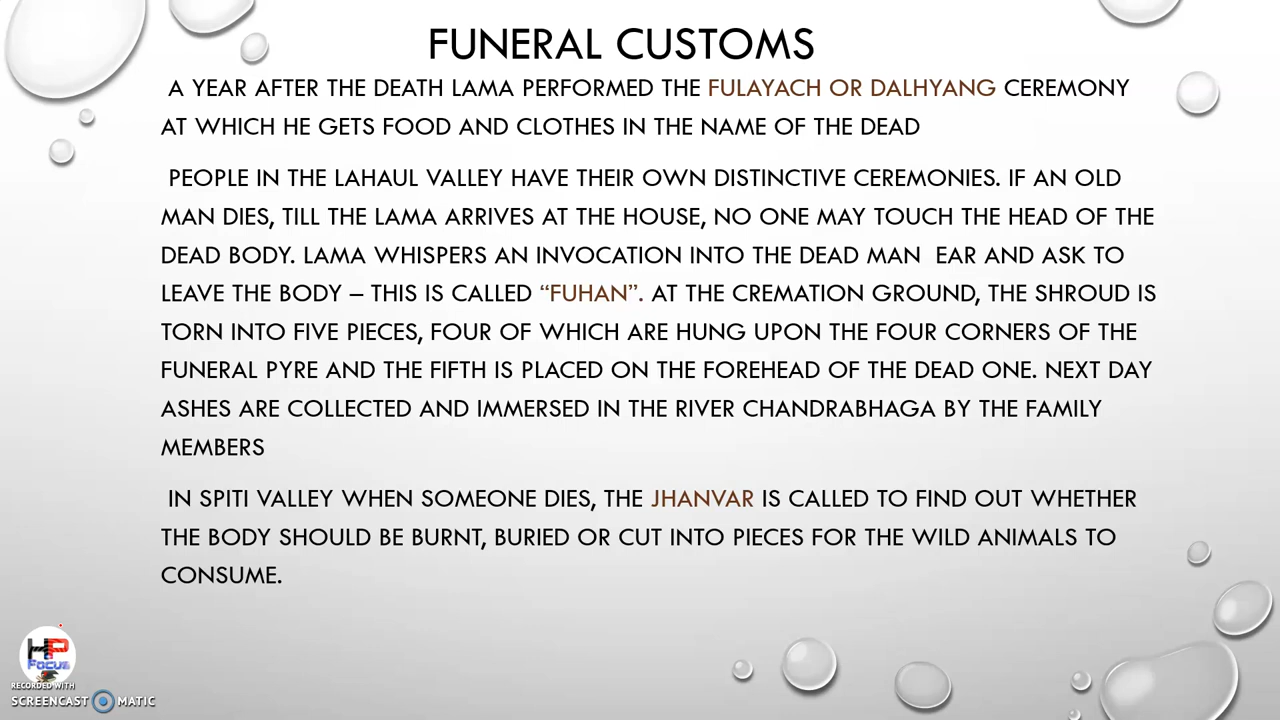 FUNERAL CUSTOMS
A YEAR AFTER THE DEATH LAMA PERFORMED THE FULAYACH OR DALHYANG CEREMONY
AT WHICH HE GETS FOOD AND CLOTHES IN THE NAME OF THE DEAD
PEOPLE IN THE LAHAUL VALLEY HAVE THEIR OWN DISTINCTIVE CEREMONIES. IF AN OLD
MAN DIES, TILL THE LAMA ARRIVES AT THE HOUSE, NO ONE MAY TOUCH THE HEAD OF THE
DEAD BODY. LAMA WHISPERS AN INVOCATION INTO THE DEAD MAN EAR AND ASK TO
LEAVE THE BODY – THIS IS CALLED “FUHAN”. AT THE CREMATION GROUND, THE SHROUD IS
TORN INTO FIVE PIECES, FOUR OF WHICH ARE HUNG UPON THE FOUR CORNERS OF THE
FUNERAL PYRE AND THE FIFTH IS PLACED ON THE FOREHEAD OF THE DEAD ONE. NEXT DAY
ASHES ARE COLLECTED AND IMMERSED IN THE RIVER CHANDRABHAGA BY THE FAMILY
MEMBERS
IN SPITI VALLEY WHEN SOMEONE DIES, THE JHANVAR IS CALLED TO FIND OUT WHETHER
THE BODY SHOULD BE BURNT, BURIED OR CUT INTO PIECES FOR THE WILD ANIMALS TO
CONSUME.
HP
Focus
RECORDED WITH
SCREENCAST MATIC